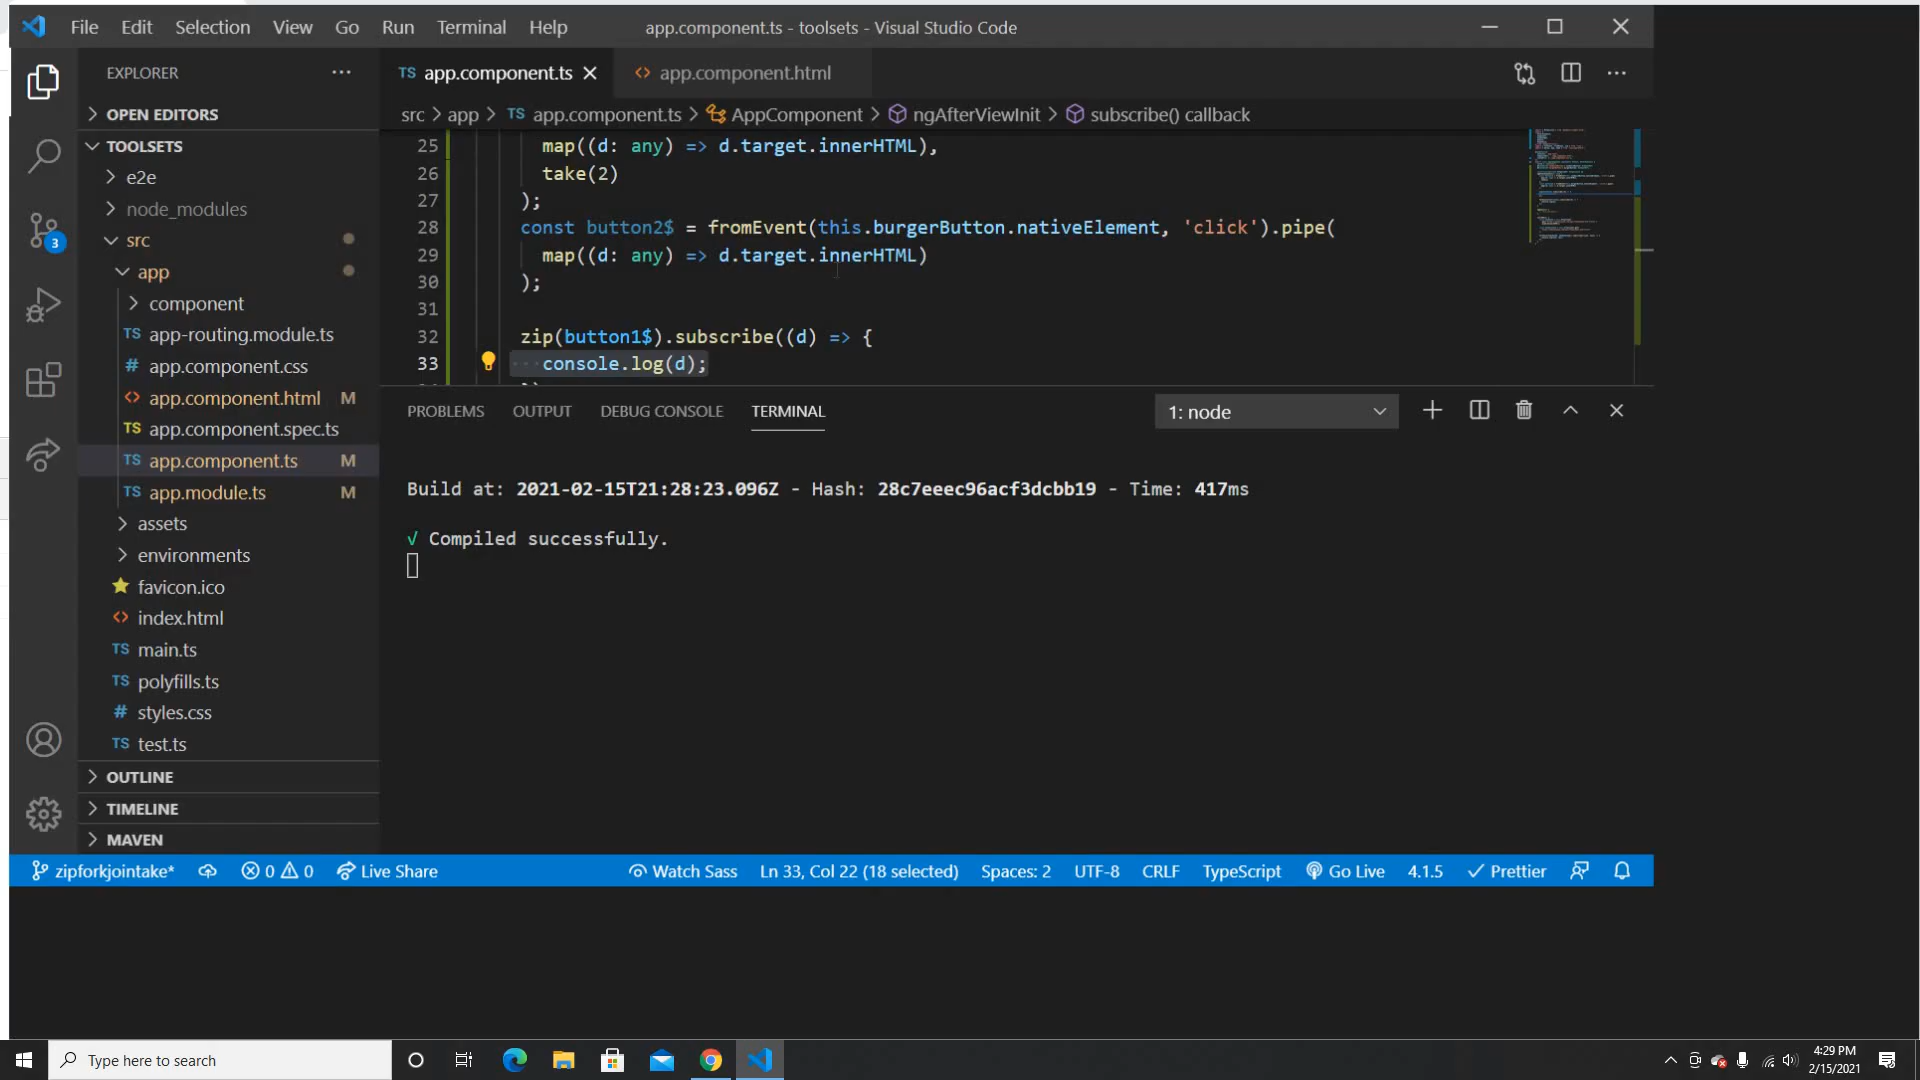 File Edit Selection View Go Run Terminal Help app.component.ts - toolsets - Visual Studio Code
EXPLORER
OPEN EDITORS
TOOLSETS
e2e
node_modules
src
app
component
TS app-routing.module.ts
# app.component.css
<> app.component.html M
TS app.component.spec.ts
TS app.component.ts M
TS app.module.ts M
assets
environments
favicon.ico
<> index.html
TS main.ts
TS polyfills.ts
# styles.css
TS test.ts
OUTLINE
TIMELINE
MAVEN
3
TS app.component.ts <> app.component.html
src > app > TS app.component.ts > AppComponent > ngAfterViewInit > subscribe() callback
25 map((d: any) => d.target.innerHTML),
26 take(2)
27 );
28 const button2$ = fromEvent(this.burgerButton.nativeElement, 'click').pipe(
29 map((d: any) => d.target.innerHTML)
30 );
31
32 zip(button1$).subscribe((d) => {
33 console.log(d);
PROBLEMS OUTPUT DEBUG CONSOLE TERMINAL 1: node
Build at: 2021-02-15T21:28:23.096Z - Hash: 28c7eeec96acf3dcbb19 - Time: 417ms
√ Compiled successfully.
zipforkjointake* 0 0 Live Share Watch Sass Ln 33, Col 22 (18 selected) Spaces: 2 UTF-8 CRLF TypeScript Go Live 4.1.5 Prettier
Type here to search
4:29 PM
2/15/2021